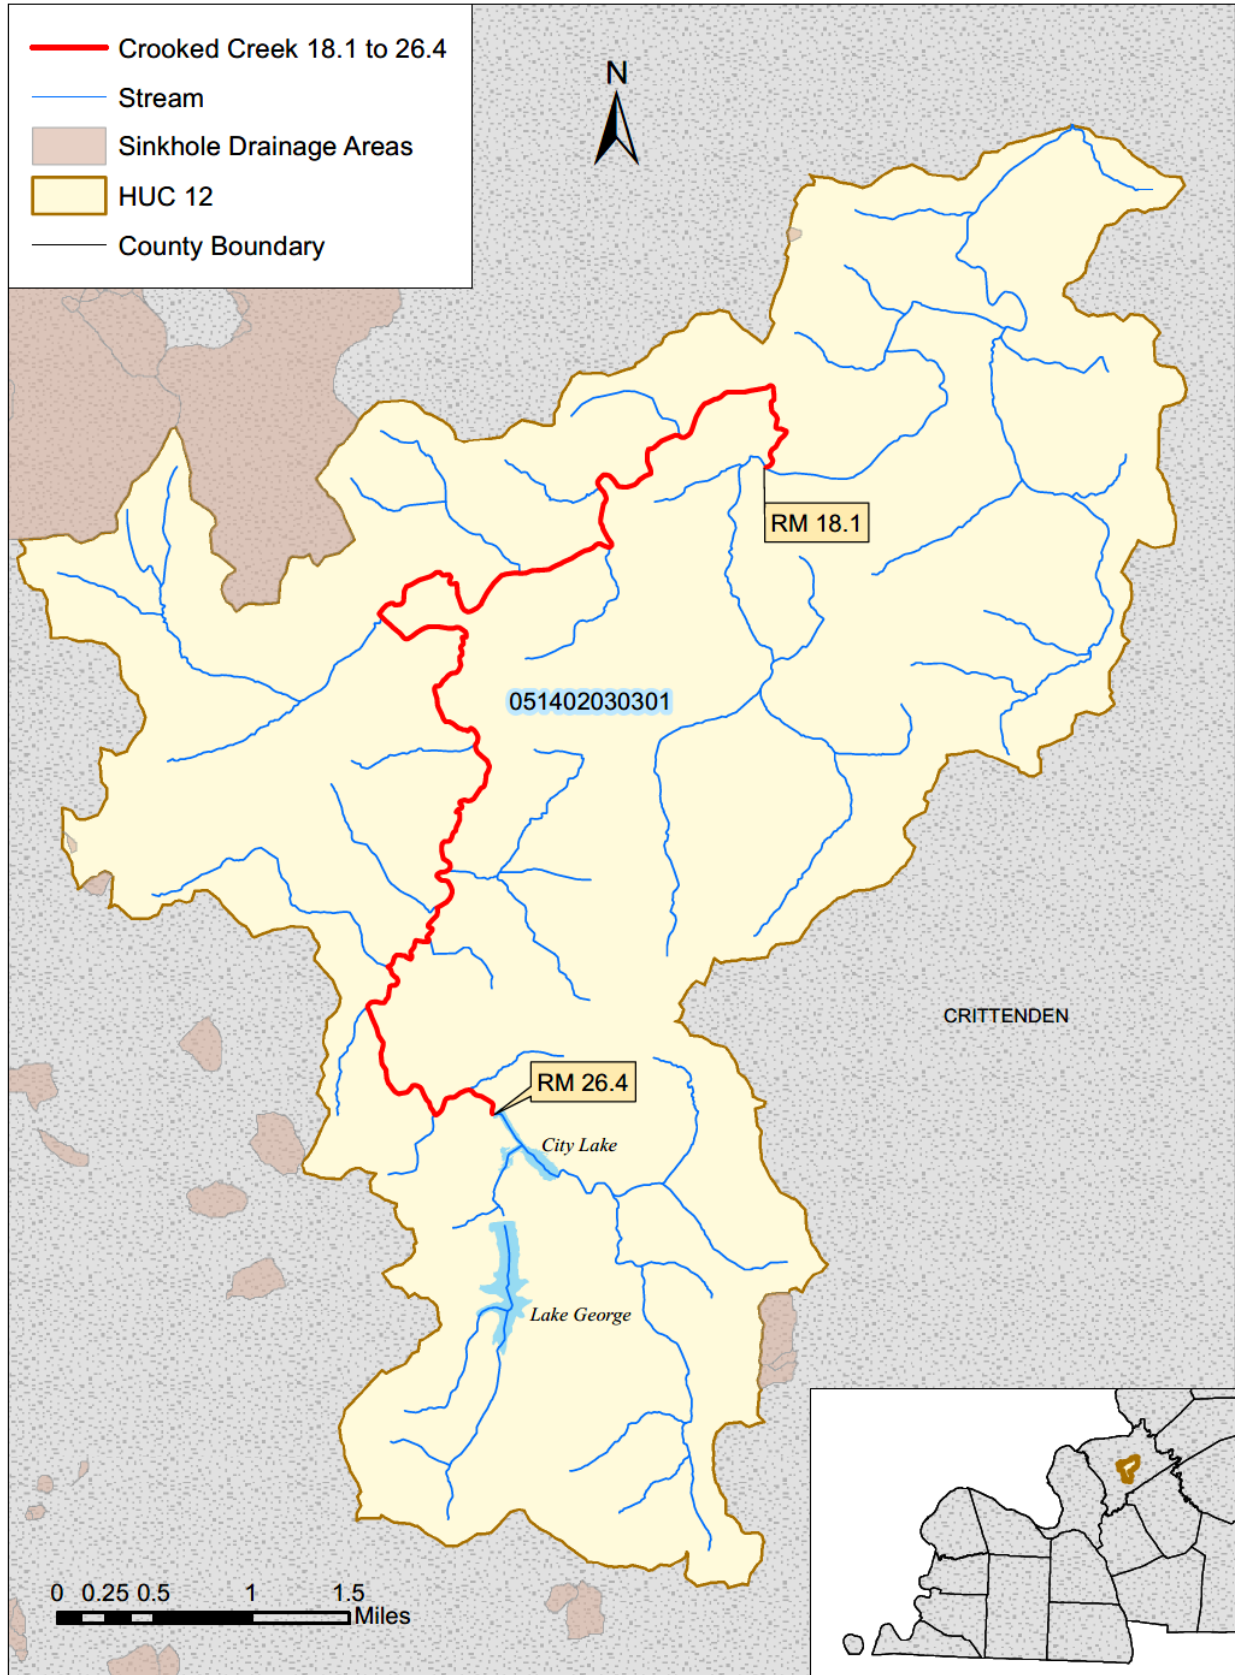 Crooked Creek 18.1 to 26.4
Stream
Sinkhole Drainage Areas
HUC 12
County Boundary
N
RM 18.1
051402030301
CRITTENDEN
RM 26.4
City Lake
Lake George
0 0.25 0.5 1 1.5
Miles